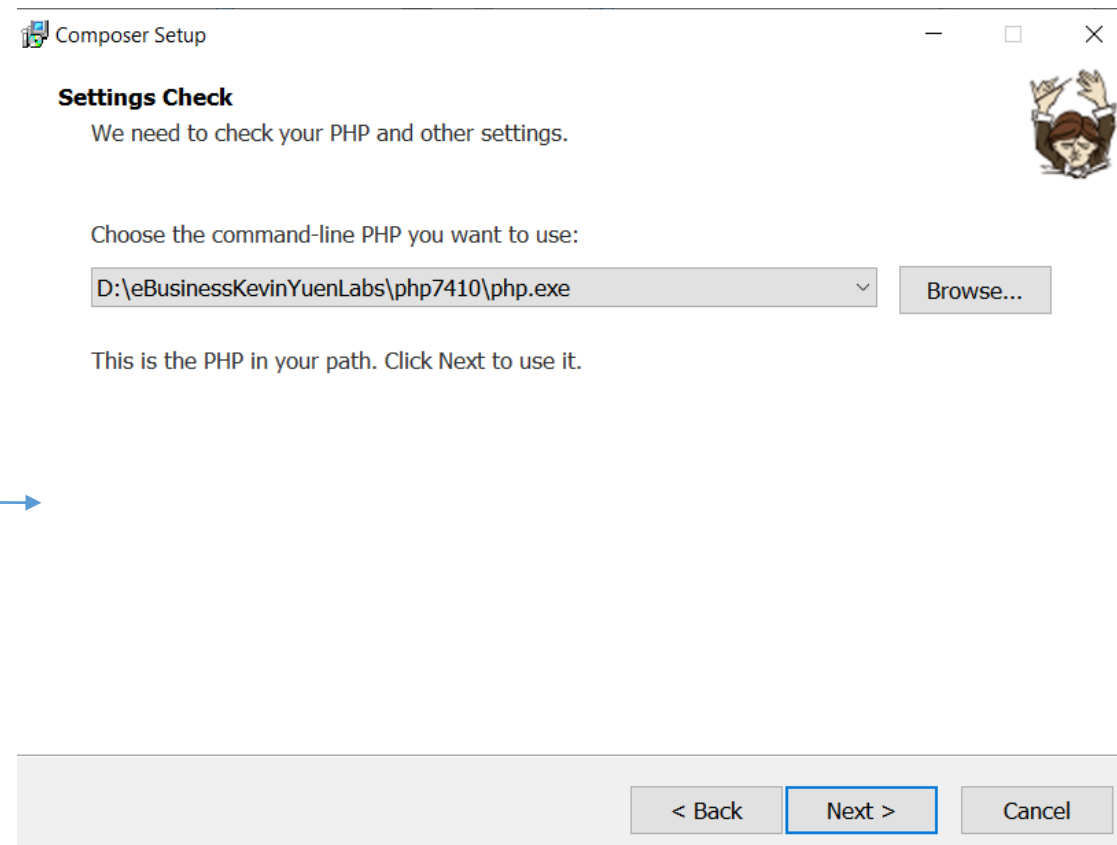 Composer Setup
Settings Check
We need to check your PHP and other settings.
Choose the command-line PHP you want to use:
D:\eBusinessKevinYuenLabs\php7410\php.exe
Browse...
This is the PHP in your path. Click Next to use it.
< Back
Next >
Cancel